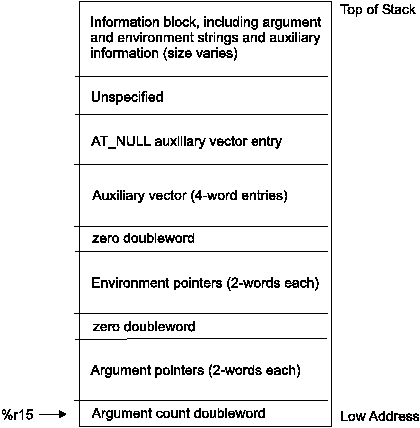 Information block, including argument
and environment strings and auxiliary
information (size varies)
Top of Stack
Unspecified
AT_NULL auxiliary vector entry
Auxiliary vector (4-word entries)
zero doubleword
Environment pointers (2-words each)
zero doubleword
Argument pointers (2-words each)
%r15
Argument count doubleword
Low Address